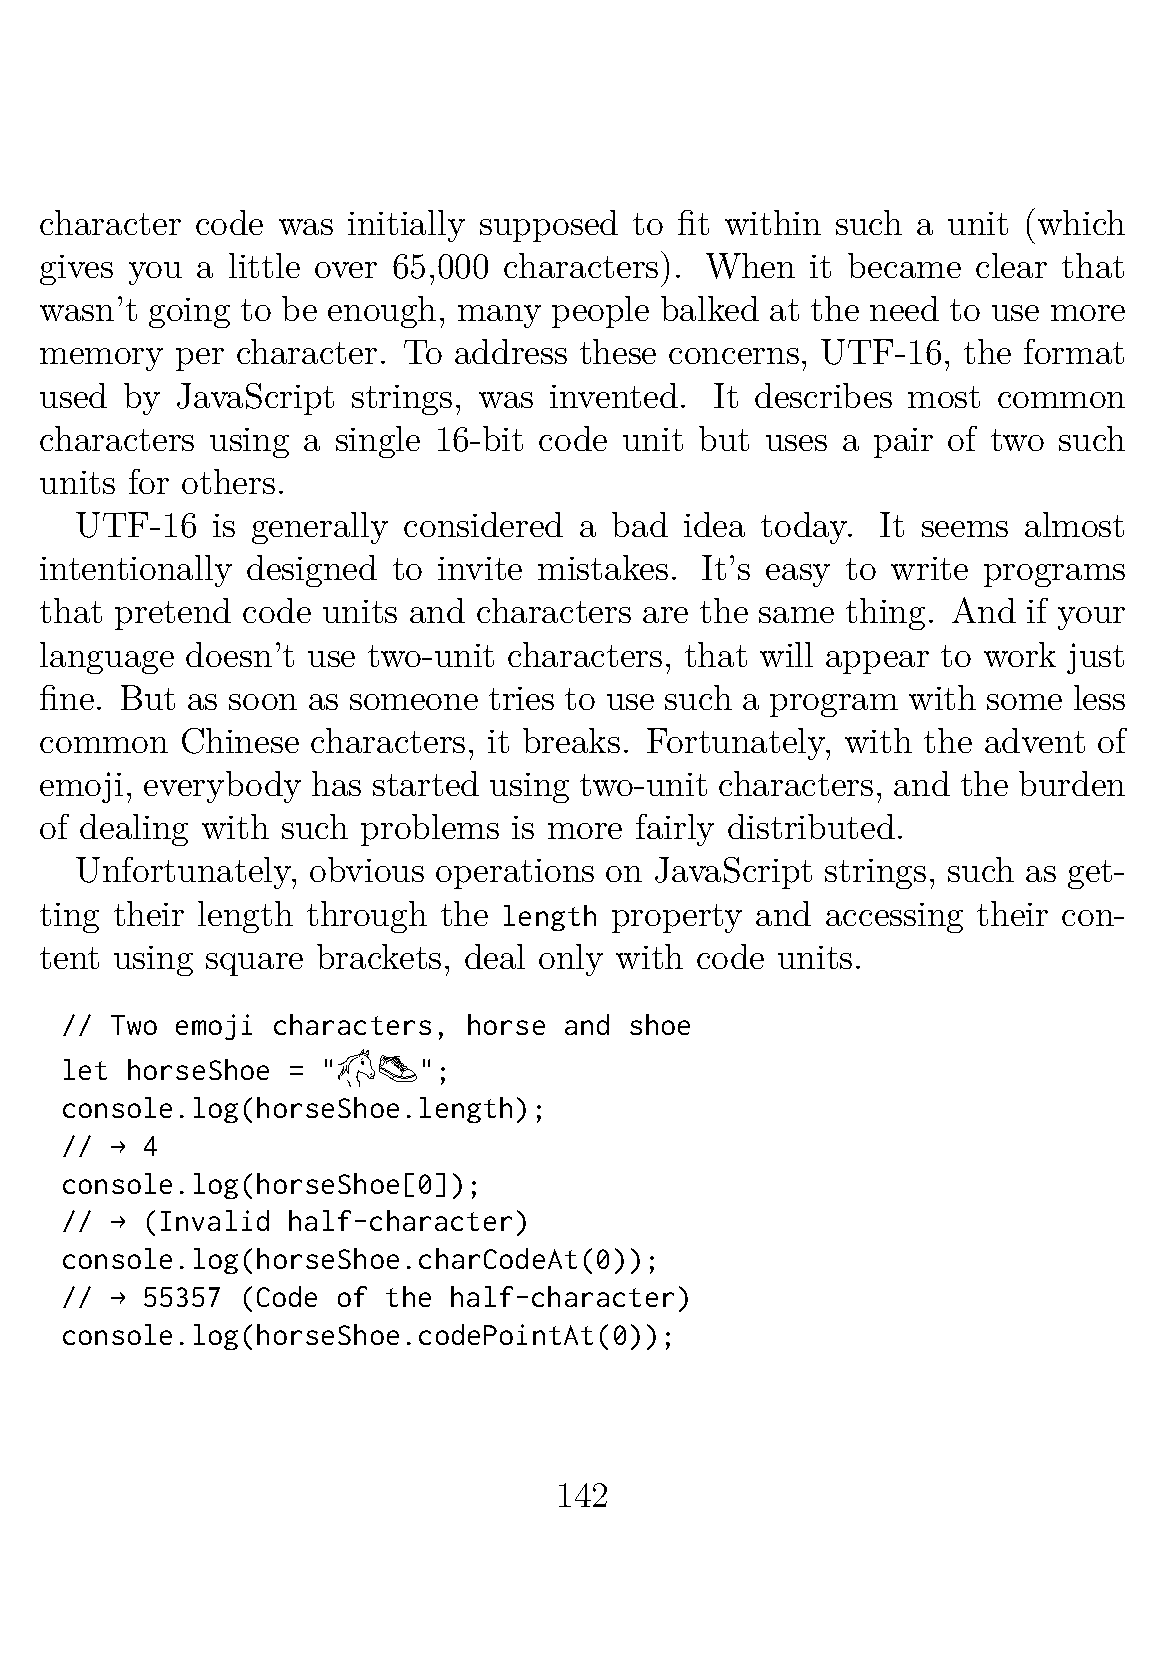 character code was initially supposed to fit within such a unit (which
gives you a little over 65,000 characters). When it became clear that
wasn't going to be enough, many people balked at the need to use more
memory per character. To address these concerns, UTF-16, the format
used by JavaScript strings, was invented. It describes most common
characters using a single 16-bit code unit but uses a pair of two such
units for others.
UTF-16 is generally considered a bad idea today. It seems almost
intentionally designed to invite mistakes. It's easy to write programs
that pretend code units and characters are the same thing. And if your
language doesn't use two-unit characters, that will appear to work just
fine. But as soon as someone tries to use such a program with some less
common Chinese characters, it breaks. Fortunately, with the advent of
emoji, everybody has started using two-unit characters, and the burden
of dealing with such problems is more fairly distributed.
Unfortunately, obvious operations on JavaScript strings, such as get-
ting their length through the length property and accessing their con-
tent using square brackets, deal only with code units.
// Two emoji characters, horse and shoe
let horseShoe = "🐴👟";
console.log(horseShoe.length);
// → 4
console.log(horseShoe[0]);
// → (Invalid half-character)
console.log(horseShoe.charCodeAt(0));
// → 55357 (Code of the half-character)
console.log(horseShoe.codePointAt(0));
142